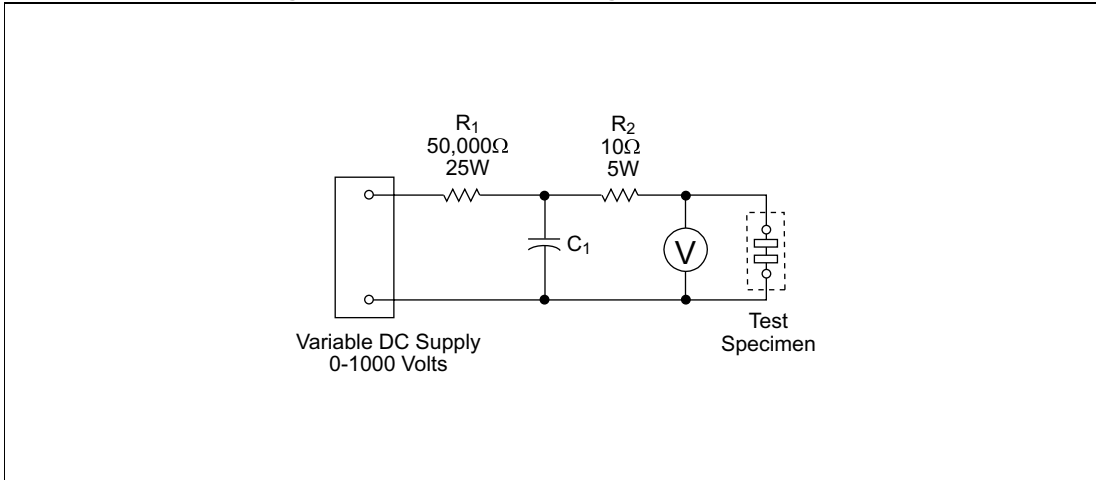 R1
50,000Ω
25W
R2
10Ω
5W
C1
V
Test
Specimen
Variable DC Supply
0-1000 Volts